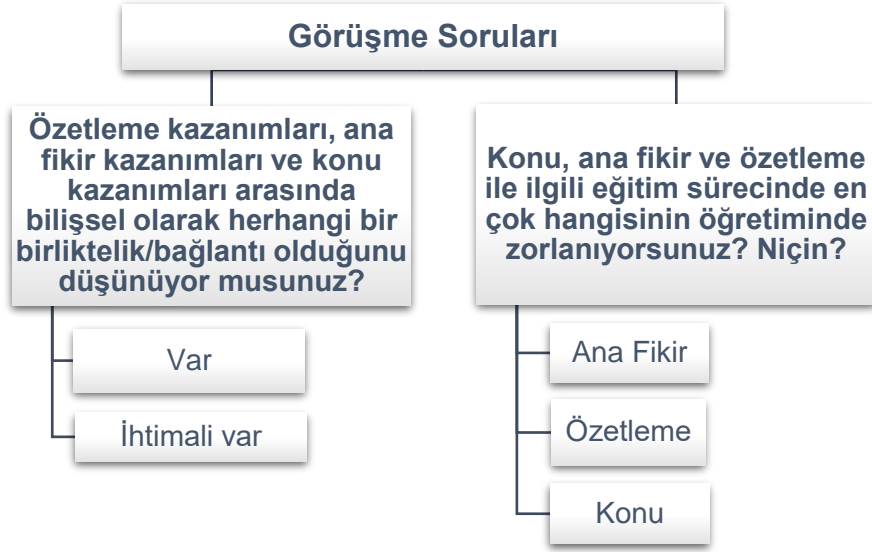 Görüşme Soruları
Özetleme kazanımları, ana
fikir kazanımları ve konu
kazanımları arasında
bilişsel olarak herhangi bir
birliktelik/bağlantı olduğunu
düşünüyor musunuz?
Var
İhtimali var
Konu, ana fikir ve özetleme
ile ilgili eğitim sürecinde en
çok hangisinin öğretiminde
zorlanıyorsunuz? Niçin?
Ana Fikir
Özetleme
Konu